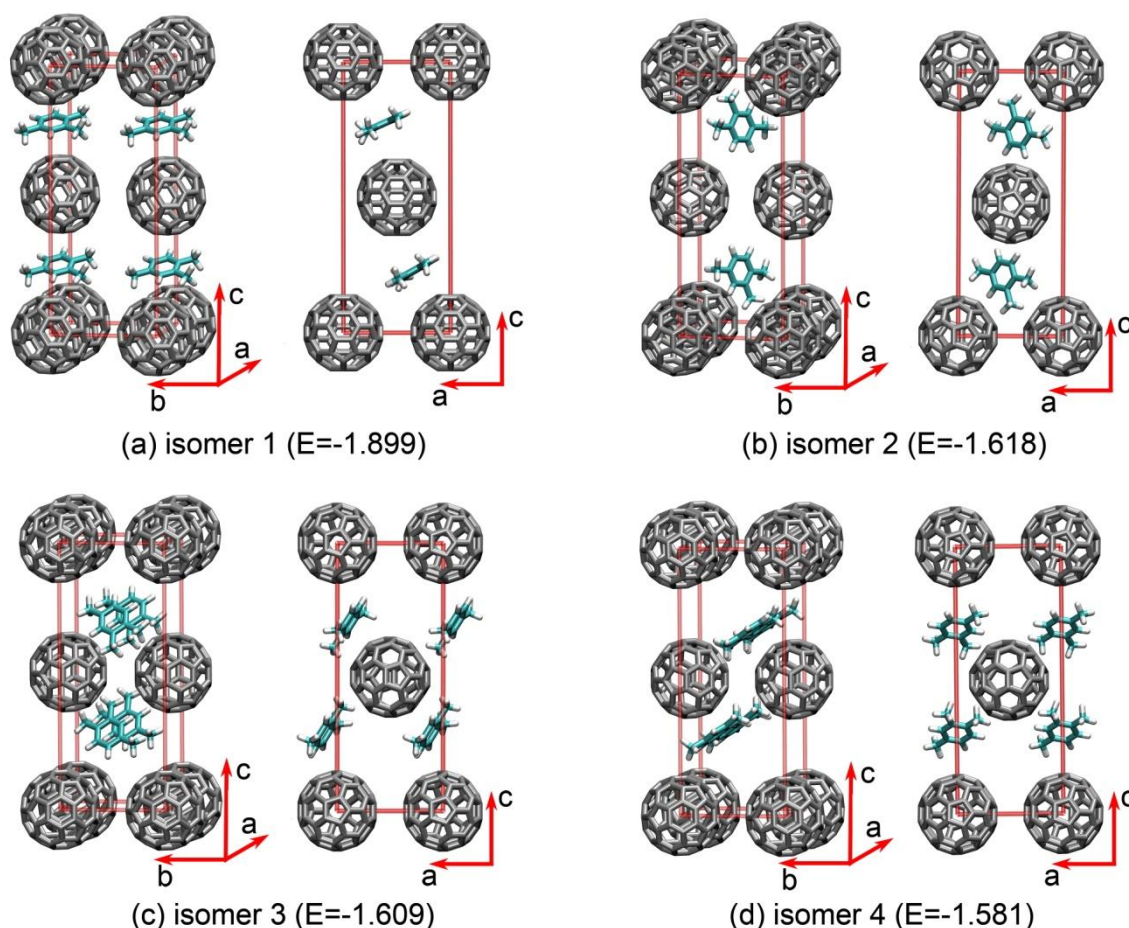 c
a
b
c
a
(a) isomer 1 (E=-1.899)
c
a
b
c
a
(b) isomer 2 (E=-1.618)
c
a
b
c
a
(c) isomer 3 (E=-1.609)
c
a
b
c
a
(d) isomer 4 (E=-1.581)